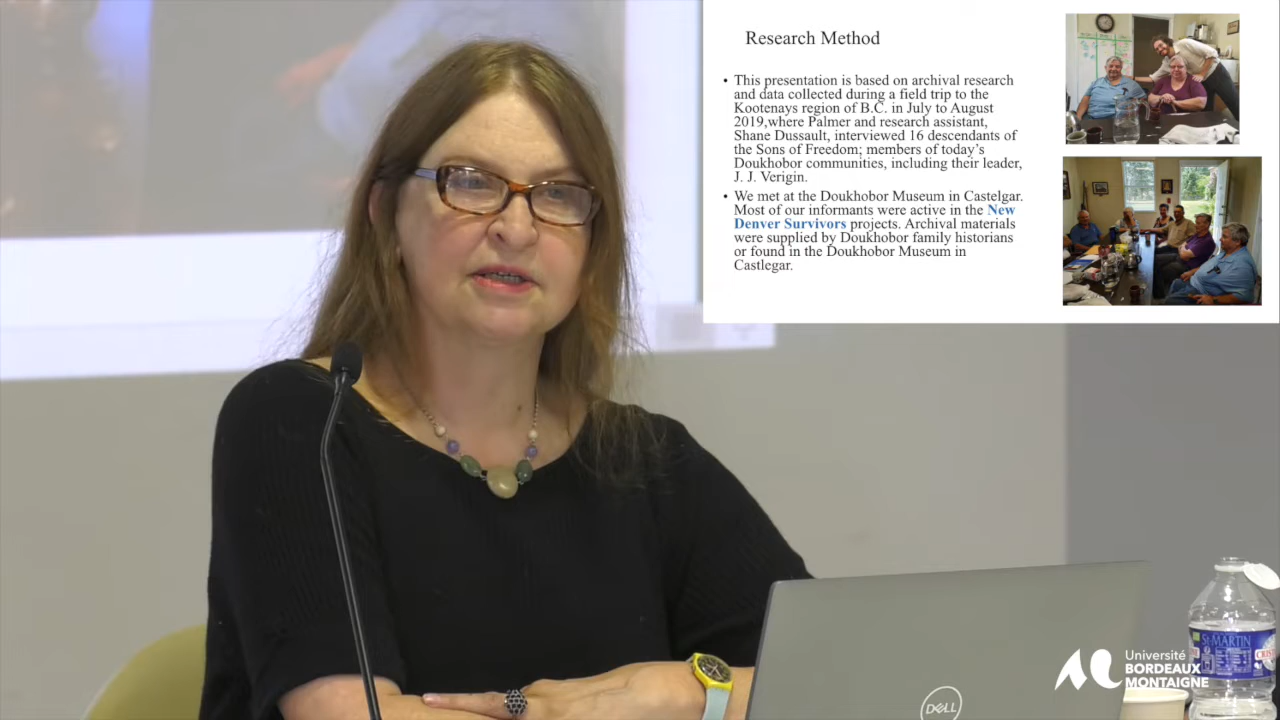 Research Method
• This presentation is based on archival research
and data collected during a field trip to the
Kootenays region of B.C. in July to August
2019,where Palmer and research assistant,
Shane Dussault, interviewed 16 descendants of
the Sons of Freedom; members of today's
Doukhobor communities, including their leader,
J. J. Verigin.
• We met at the Doukhobor Museum in Castelgar.
Most of our informants were active in the New
Denver Survivors projects. Archival materials
were supplied by Doukhobor family historians
or found in the Doukhobor Museum in
Castlegar.
St-MARTIN
Université
BORDEAUX
MONTAIGNE
DELL